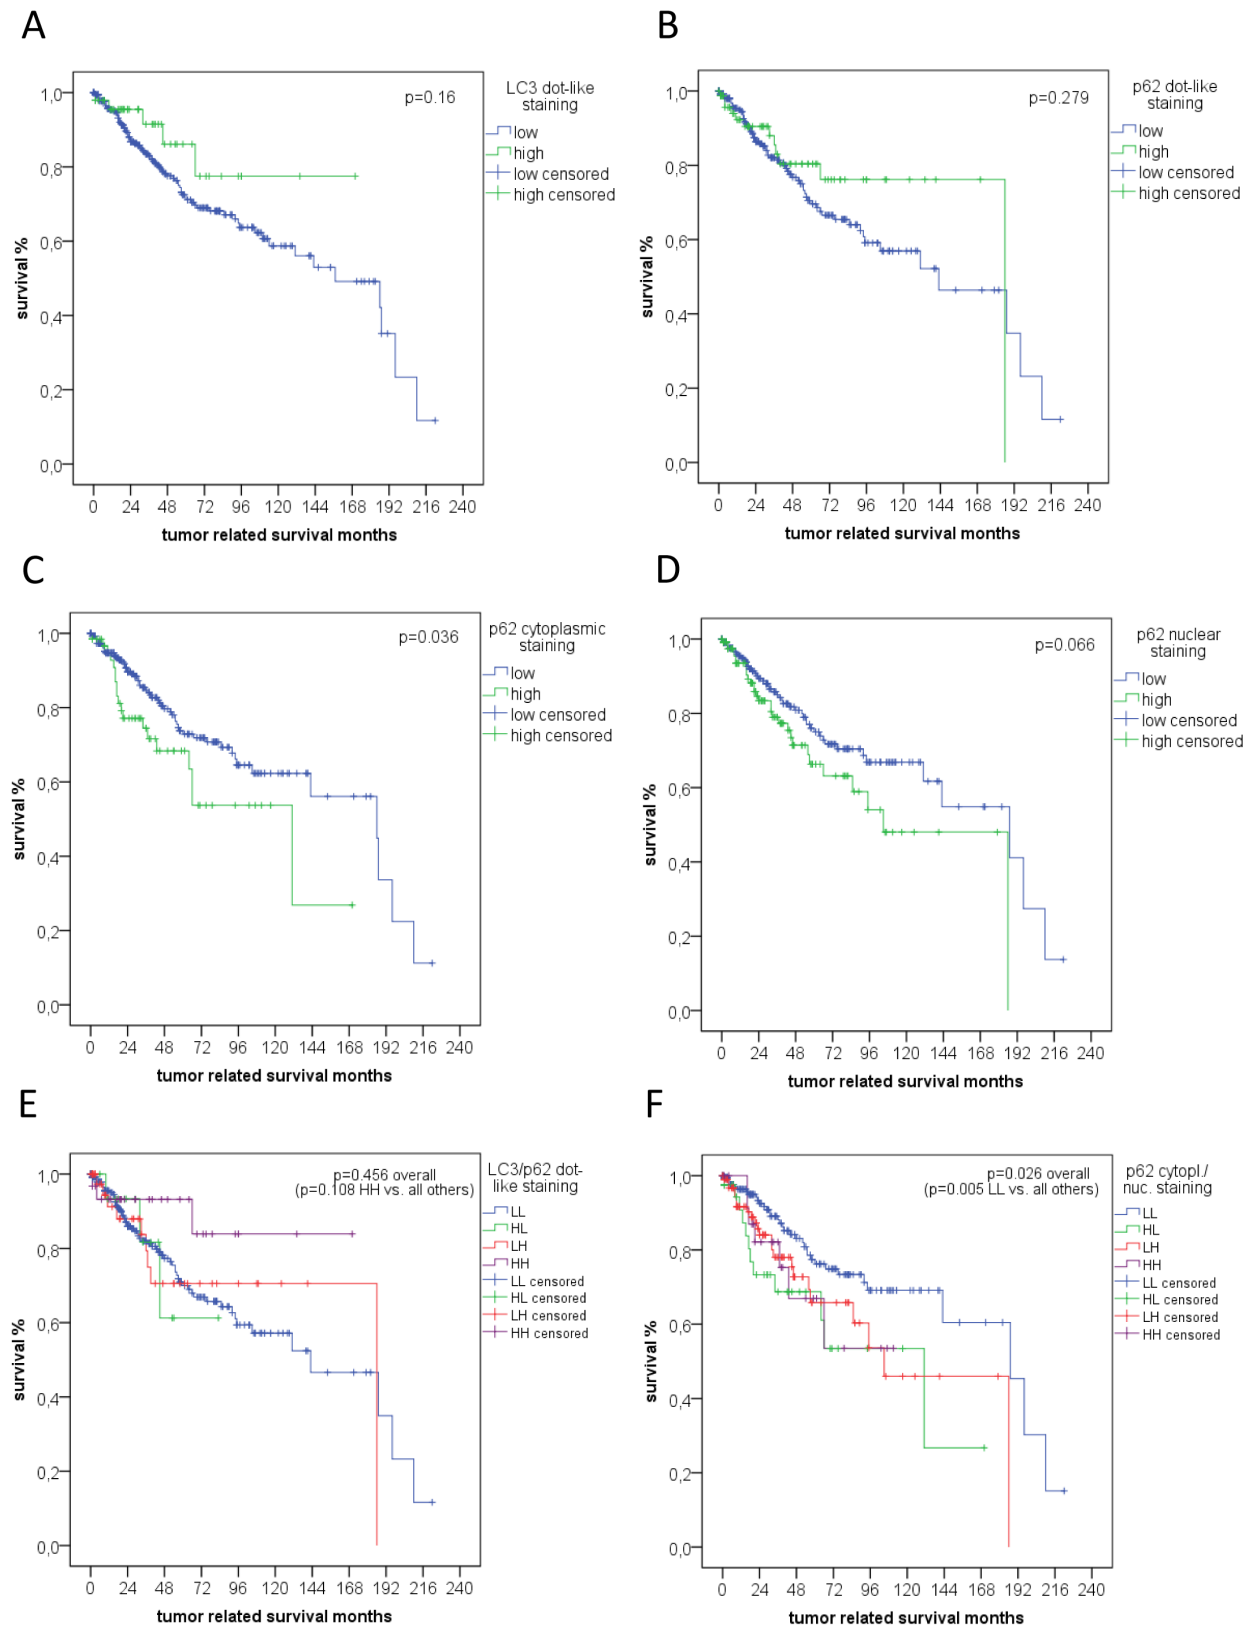 A
p=0.16
LC3 dot-like
staining
low
high
low censored
high censored
1,0
0,8
0,6
0,4
0,2
0,0
survival %
0 24 48 72 96 120 144 168 192 216 240
tumor related survival months
B
p=0.279
p62 dot-like
staining
low
high
low censored
high censored
1,0
0,8
0,6
0,4
0,2
0,0
survival %
0 24 48 72 96 120 144 168 192 216 240
tumor related survival months
C
p=0.036
p62 cytoplasmic
staining
low
high
low censored
high censored
1,0
0,8
0,6
0,4
0,2
0,0
survival %
0 24 48 72 96 120 144 168 192 216 240
tumor related survival months
D
p=0.066
p62 nuclear
staining
low
high
low censored
high censored
1,0
0,8
0,6
0,4
0,2
0,0
survival %
0 24 48 72 96 120 144 168 192 216 240
tumor related survival months
E
p=0.456 overall
(p=0.108 HH vs. all others)
LC3/p62 dot-
like staining
LL
HL
LH
HH
LL censored
HL censored
LH censored
HH censored
1,0
0,8
0,6
0,4
0,2
0,0
survival %
0 24 48 72 96 120 144 168 192 216 240
tumor related survival months
F
p=0.026 overall
(p=0.005 LL vs. all others)
p62 cytopl./
nuc. staining
LL
HL
LH
HH
LL censored
HL censored
LH censored
HH censored
1,0
0,8
0,6
0,4
0,2
0,0
survival %
0 24 48 72 96 120 144 168 192 216 240
tumor related survival months